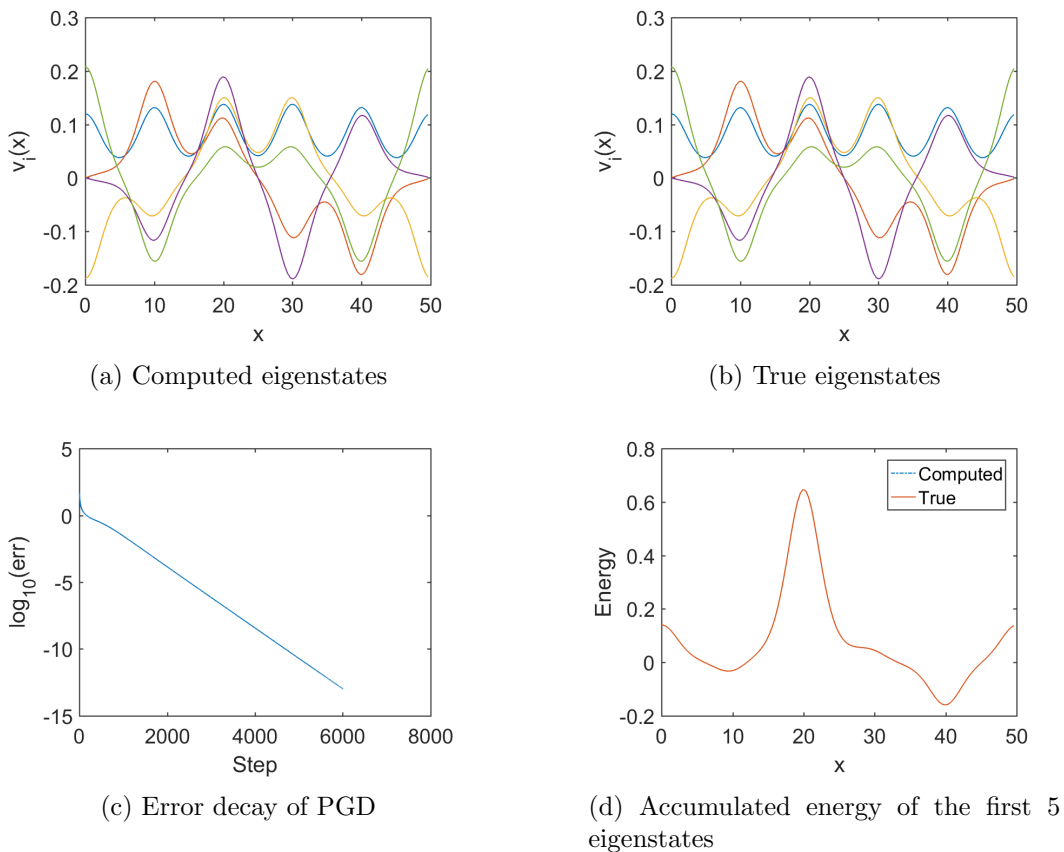 0.3
0.2
0.1
0
-0.1
-0.2
v_i(x)
0 10 20 30 40 50
x
(a) Computed eigenstates
0.3
0.2
0.1
0
-0.1
-0.2
v_i(x)
0 10 20 30 40 50
x
(b) True eigenstates
5
0
-5
-10
-15
log_10(err)
0 2000 4000 6000 8000
Step
(c) Error decay of PGD
0.8
0.6
0.4
0.2
0
-0.2
Energy
Computed
True
0 10 20 30 40 50
x
(d) Accumulated energy of the first 5
eigenstates